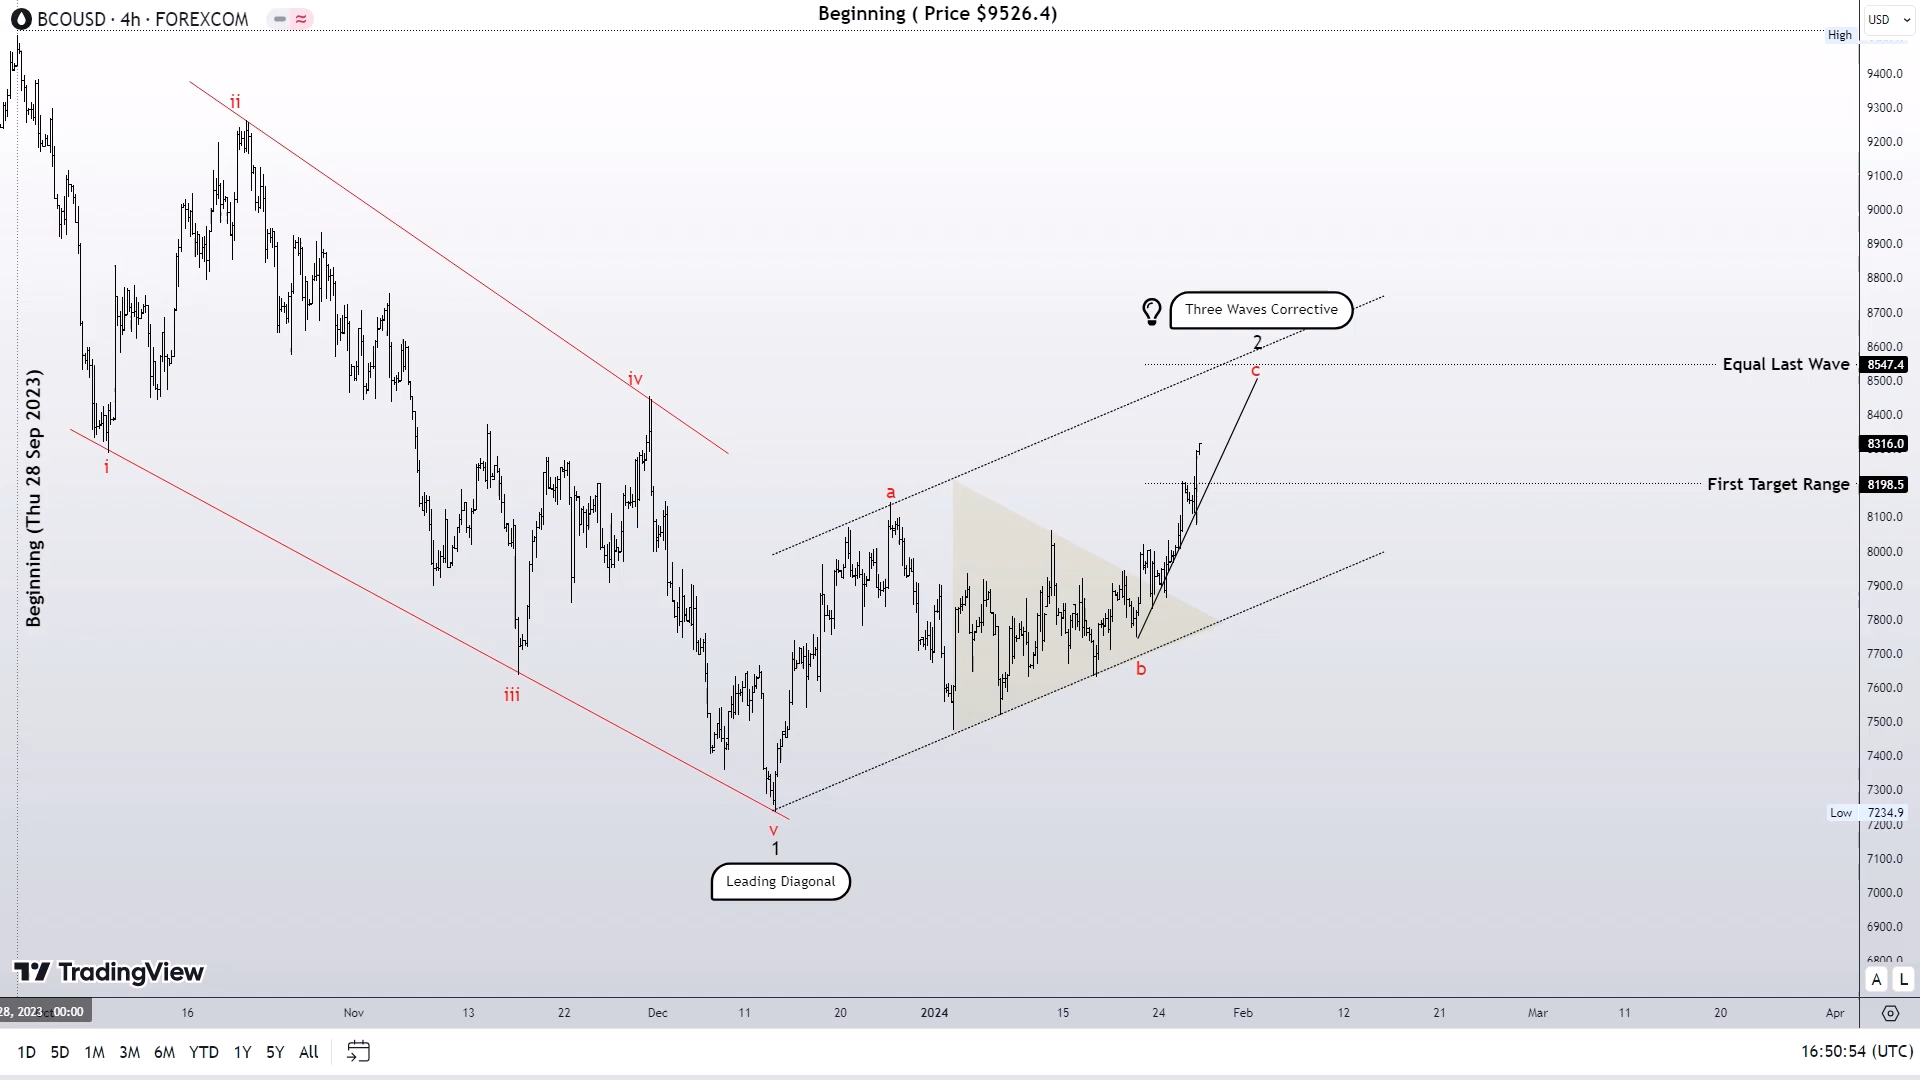 BCOUSD · 4h · FOREXCOM
Beginning ( Price $9526.4)
USD
High
9400.0
9300.0
9200.0
9100.0
9000.0
8900.0
8800.0
8700.0
8600.0
Equal Last Wave 8547.4
8500.0
8400.0
8316.0
First Target Range 8198.5
8100.0
8000.0
7900.0
7800.0
7700.0
7600.0
7500.0
7400.0
7300.0
Low 7234.9
7200.0
7100.0
7000.0
6900.0
6800.0
Beginning (Thu 28 Sep 2023)
ii
i
iv
iii
v
1
Leading Diagonal
a
b
Three Waves Corrective
2
c
TradingView
A L
28, 2023 00:00
16 Nov 13 22 Dec 11 20 2024 15 24 Feb 12 21 Mar 11 20 Apr
1D 5D 1M 3M 6M YTD 1Y 5Y All
16:50:54 (UTC)